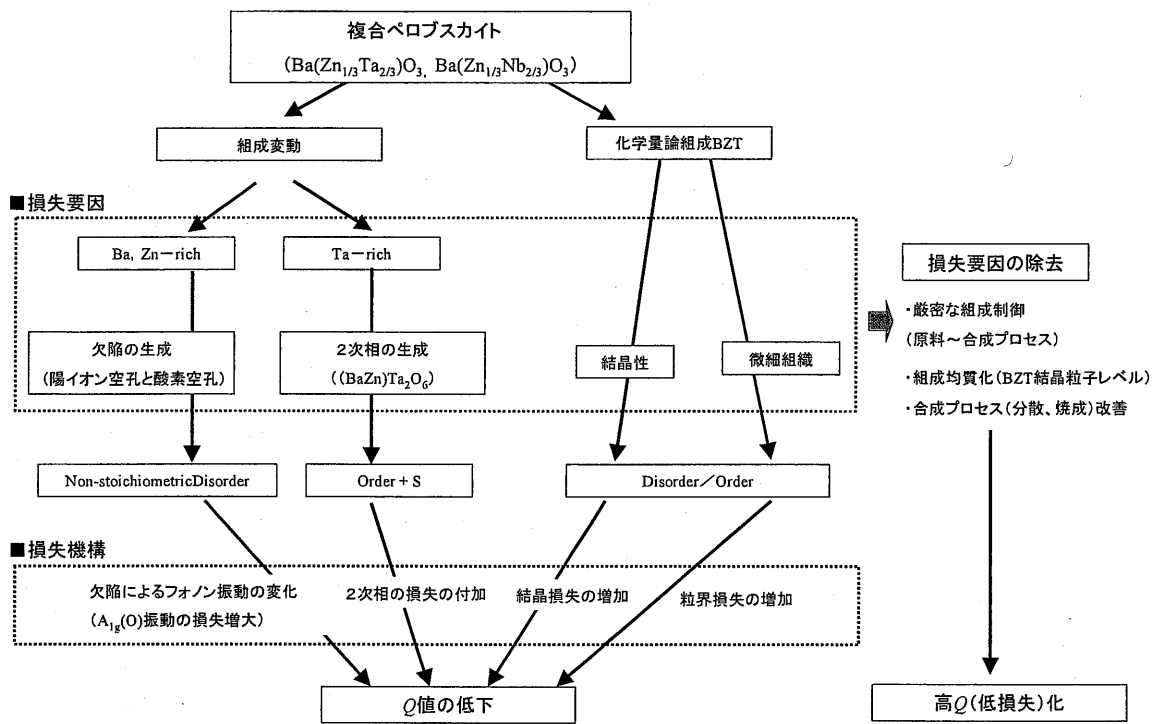 複合ペロブスカイト
(Ba(Zn1/3Ta2/3)O3, Ba(Zn1/3Nb2/3)O3)
組成変動
化学量論組成BZT
■損失要因
Ba, Zn－rich
Ta－rich
欠陥の生成
(陽イオン空孔と酸素空孔)
２次相の生成
((BaZn)Ta2O6)
結晶性
微細組織
Non-stoichiometricDisorder
Order＋S
Disorder／Order
■損失機構
欠陥によるフォノン振動の変化
(A1g(O)振動の損失増大)
２次相の損失の付加
結晶損失の増加
粒界損失の増加
Q値の低下
損失要因の除去
・厳密な組成制御
(原料～合成プロセス)
・組成均質化(BZT結晶粒子レベル)
・合成プロセス(分散、焼成)改善
高Q(低損失)化